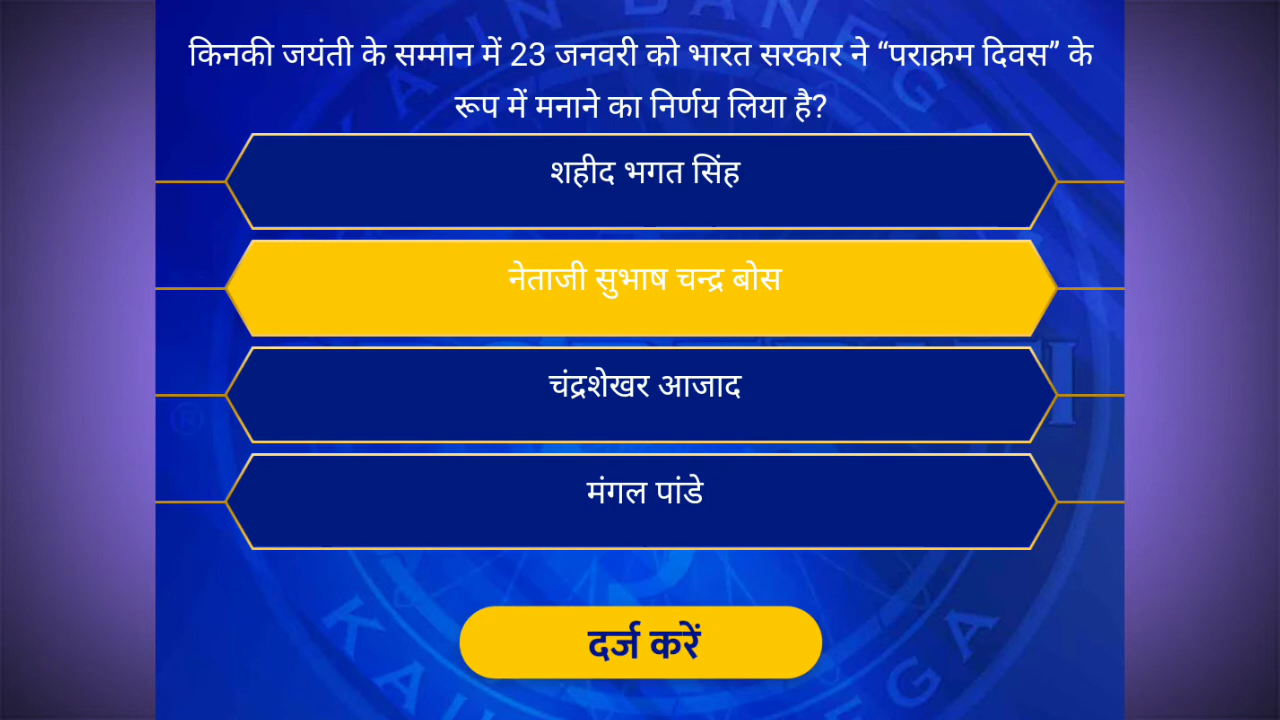 किनकी जयंती के सम्मान में 23 जनवरी को भारत सरकार ने “पराक्रम दिवस” के
रूप में मनाने का निर्णय लिया है?
शहीद भगत सिंह
नेताजी सुभाष चन्द्र बोस
चंद्रशेखर आजाद
मंगल पांडे
दर्ज करें